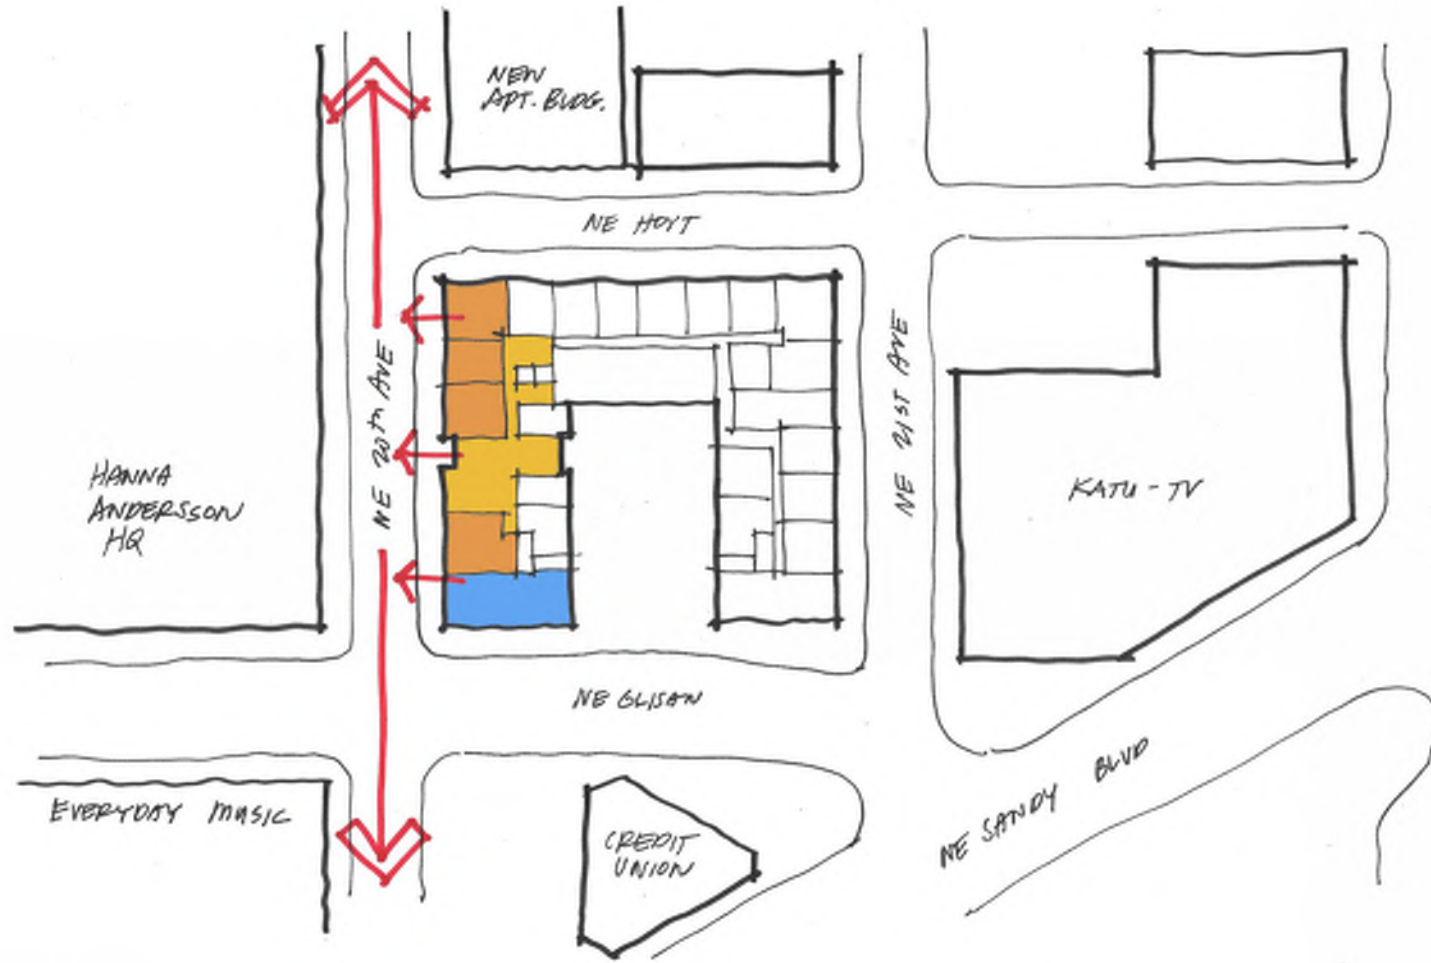 NEW
APT. BLDG.
NE HOYT
NE 20th AVE
NE 21ST AVE
HANNA
ANDERSSON
HQ
KATU - TV
NE GLISAN
NE SANDY BLVD
EVERYDAY MUSIC
CREDIT
UNION